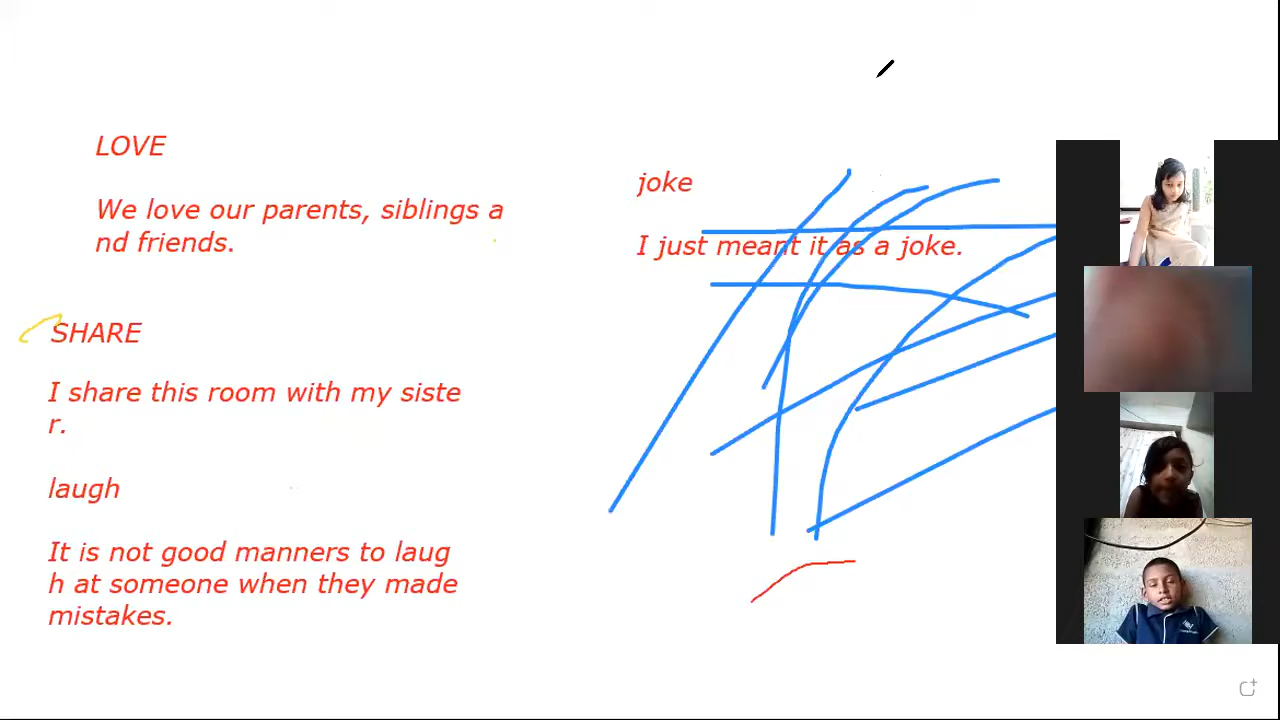 LOVE
We love our parents, siblings a
nd friends.
SHARE
I share this room with my siste
r.
laugh
It is not good manners to laug
h at someone when they made
mistakes.
joke
I just meant it as a joke.